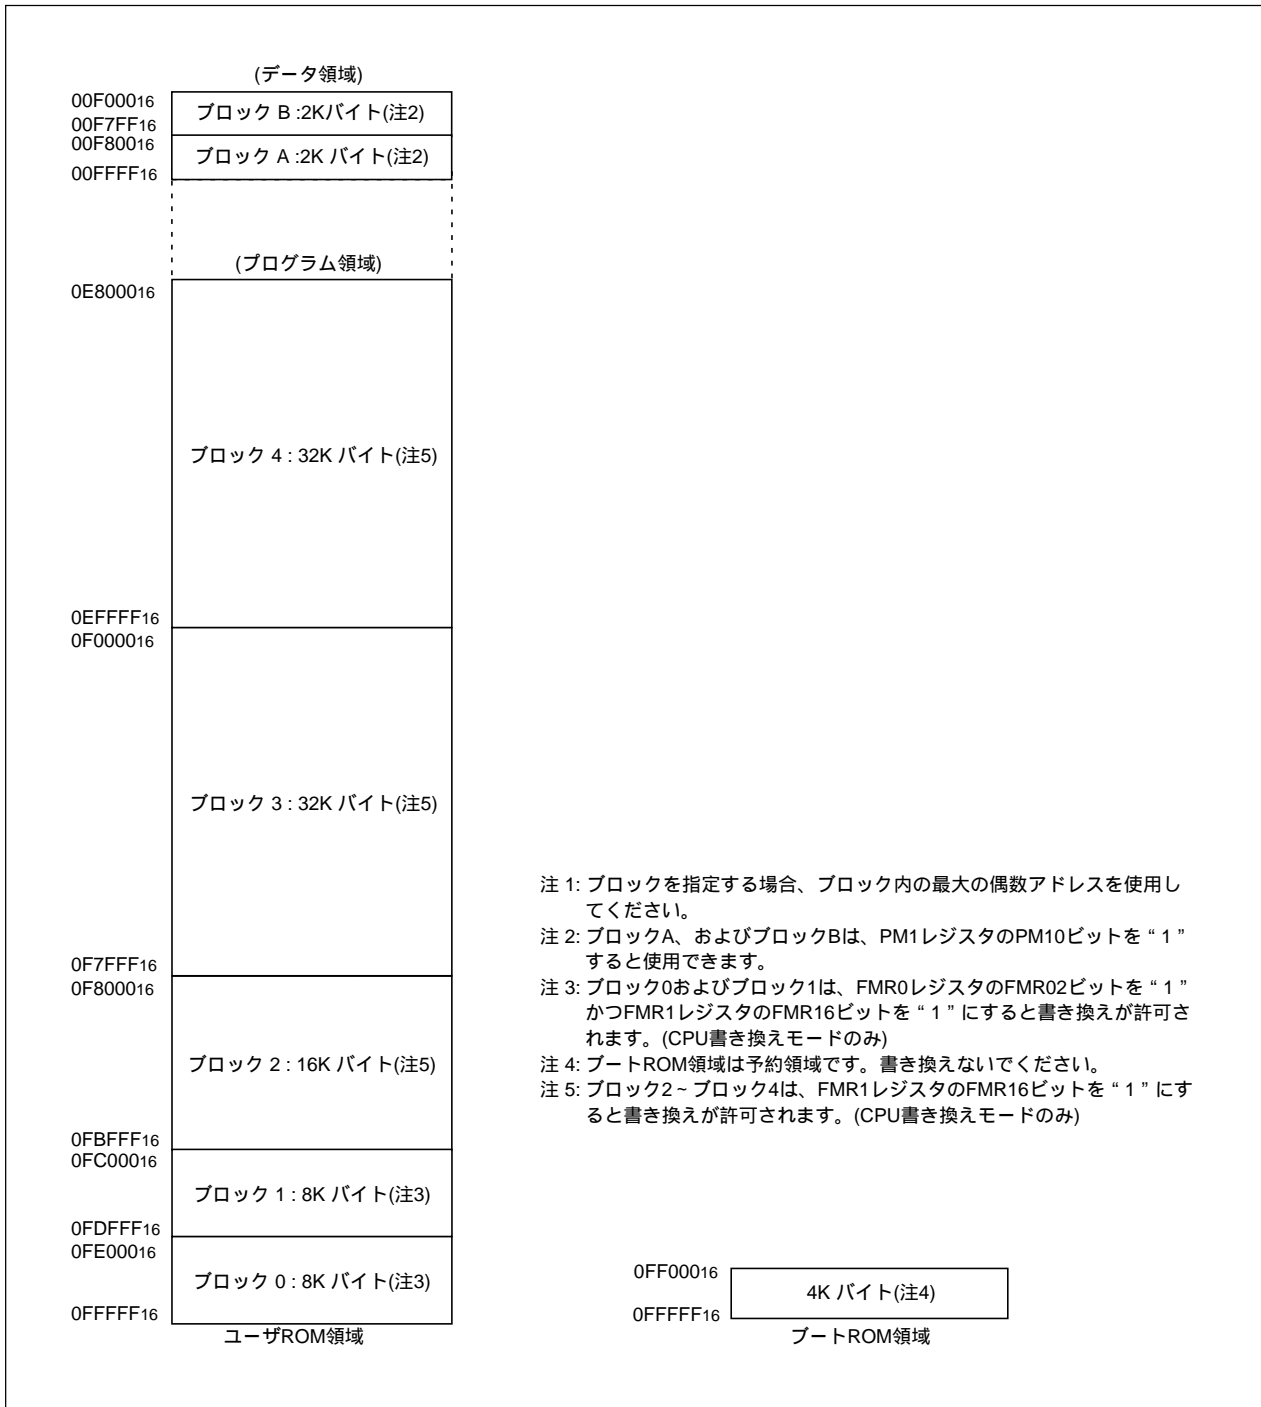 (データ領域)
00F00016
ブロック B :2Kバイト(注2)
00F7FF16
00F80016
ブロック A :2K バイト(注2)
00FFFF16
(プログラム領域)
0E800016
ブロック 4 : 32K バイト(注5)
0EFFFF16
0F000016
ブロック 3 : 32K バイト(注5)
0F7FFF16
0F800016
ブロック 2 : 16K バイト(注5)
0FBFFF16
0FC00016
ブロック 1 : 8K バイト(注3)
0FDFFF16
0FE00016
ブロック 0 : 8K バイト(注3)
0FFFFF16
ユーザROM領域
注 1: ブロックを指定する場合、ブロック内の最大の偶数アドレスを使用し
てください。
注 2: ブロックA、およびブロックBは、PM1レジスタのPM10ビットを“ 1 ”
すると使用できます。
注 3: ブロック0およびブロック1は、FMR0レジスタのFMR02ビットを“ 1 ”
かつFMR1レジスタのFMR16ビットを“ 1 ”にすると書き換えが許可さ
れます。(CPU書き換えモードのみ)
注 4: ブートROM領域は予約領域です。書き換えないでください。
注 5: ブロック2 ~ ブロック4は、FMR1レジスタのFMR16ビットを“ 1 ”にす
ると書き換えが許可されます。(CPU書き換えモードのみ)
0FF00016
4K バイト(注4)
0FFFFF16
ブートROM領域